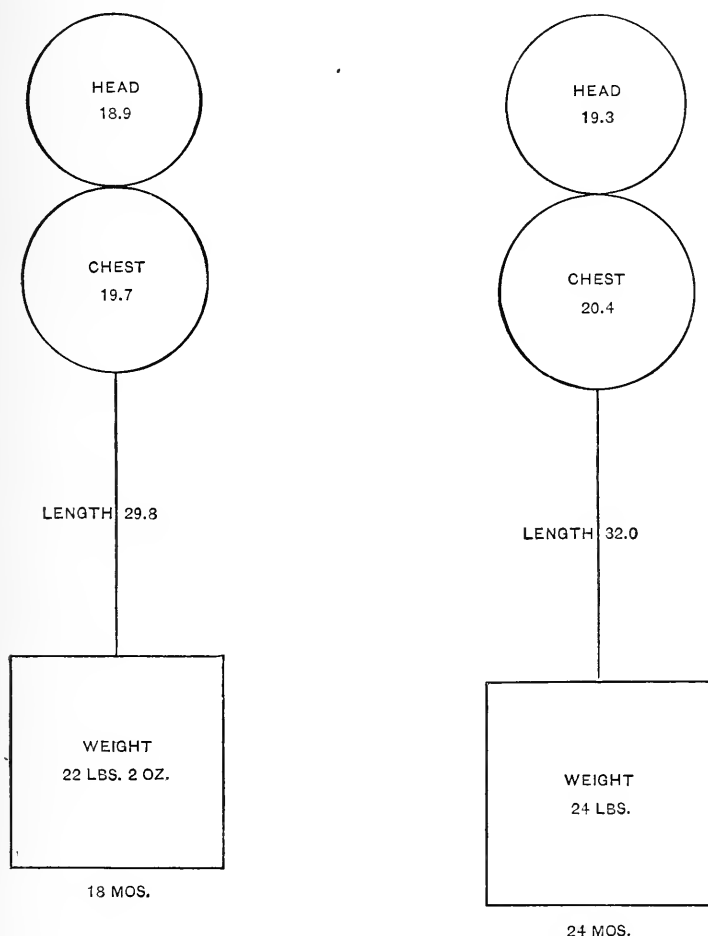 HEAD
18.9
CHEST
19.7
LENGTH 29.8
WEIGHT
22 LBS. 2 OZ.
18 MOS.
HEAD
19.3
CHEST
20.4
LENGTH 32.0
WEIGHT
24 LBS.
24 MOS.